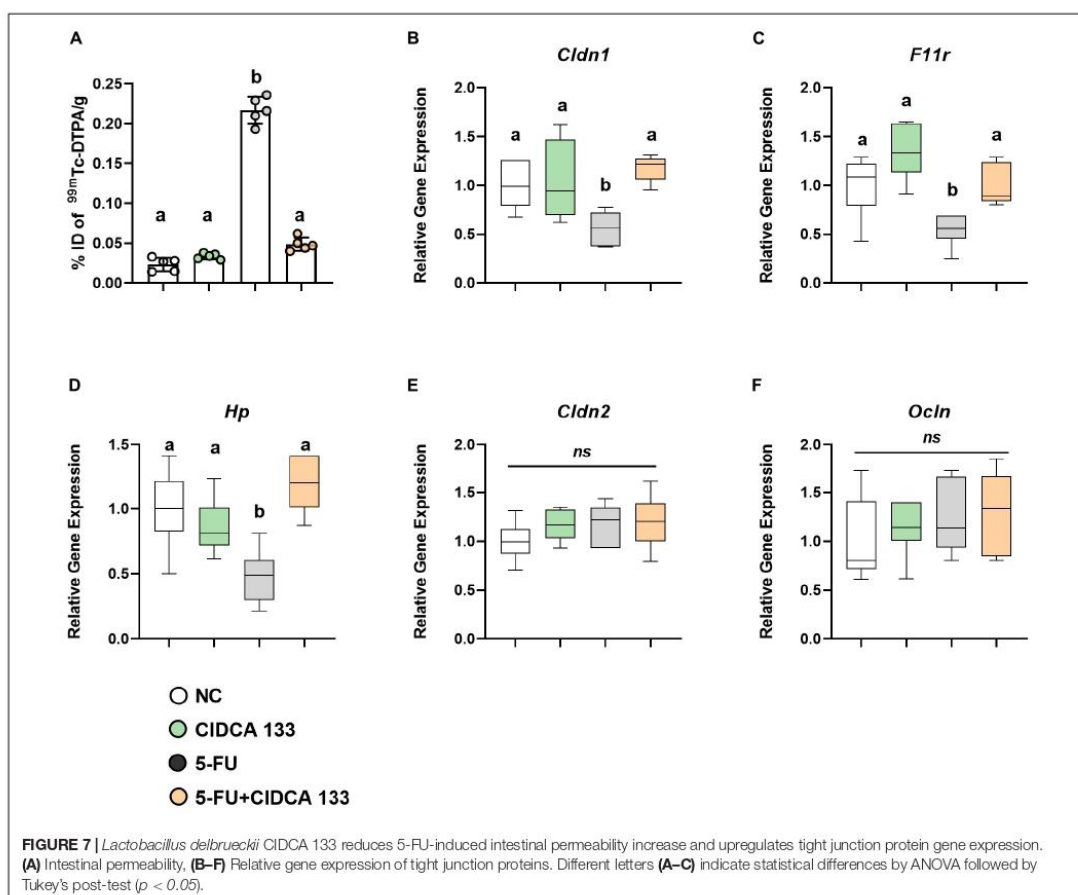 A
B
C
Cldn1
F11r
% ID of 99mTc-DTPA/g
0.25
0.20
0.15
0.10
0.05
0.00
a
a
b
a
Relative Gene Expression
2.0
1.5
1.0
0.5
0.0
a
a
b
a
Relative Gene Expression
2.0
1.5
1.0
0.5
0.0
a
a
b
a
D
E
F
Hp
Cldn2
Ocln
Relative Gene Expression
1.5
1.0
0.5
0.0
a
a
b
a
Relative Gene Expression
2.0
1.5
1.0
0.5
0.0
ns
Relative Gene Expression
2.0
1.5
1.0
0.5
0.0
ns
NC
CIDCA 133
5-FU
5-FU+CIDCA 133
FIGURE 7 | Lactobacillus delbrueckii CIDCA 133 reduces 5-FU-induced intestinal permeability increase and upregulates tight junction protein gene expression.
(A) Intestinal permeability, (B–F) Relative gene expression of tight junction proteins. Different letters (A–C) indicate statistical differences by ANOVA followed by
Tukey's post-test (p < 0.05).